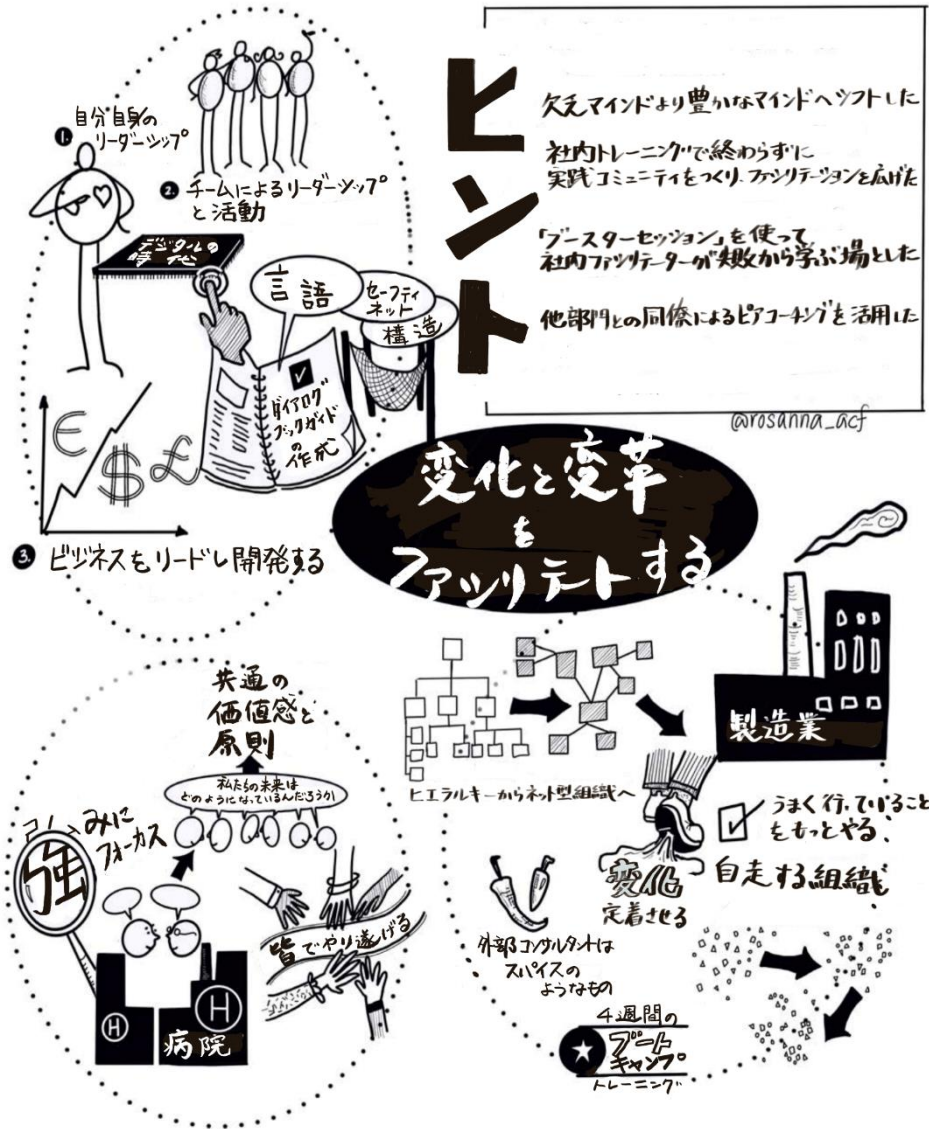 1. 自分自身の
リーダーシップ
2. チームによるリーダーシップ
と活動
デジタルの
時代
言語
セーフティ
ネット
構造
ダイアログ
ブックガイド
の
作成
€ $ £
3. ビジネスをリードし開発する
ヒント
欠乏マインドより豊かなマインドへシフトした
社内トレーニングで終わらずに
実践コミュニティをつくり、ファシリテーションを広げた
「ブースターセッション」を使って
社内ファシリテーターが失敗から学ぶ場とした
他部門との同僚によるピアコーチングを活用した
@rosanna_acf
変化と変革
を
ファシリテートする
共通の
価値感と
原則
私たちの未来は
どのようになっているんだろうか
強みに
フォーカス
皆でやり遂げる
H
H
病院
製造業
ヒエラルキーからネット型組織へ
うまく行っていること
をもっとやる
自走する組織
変化
定着させる
外部コンサルタントは
スパイスの
ようなもの
4週間の
ブート
キャンプ
トレーニング